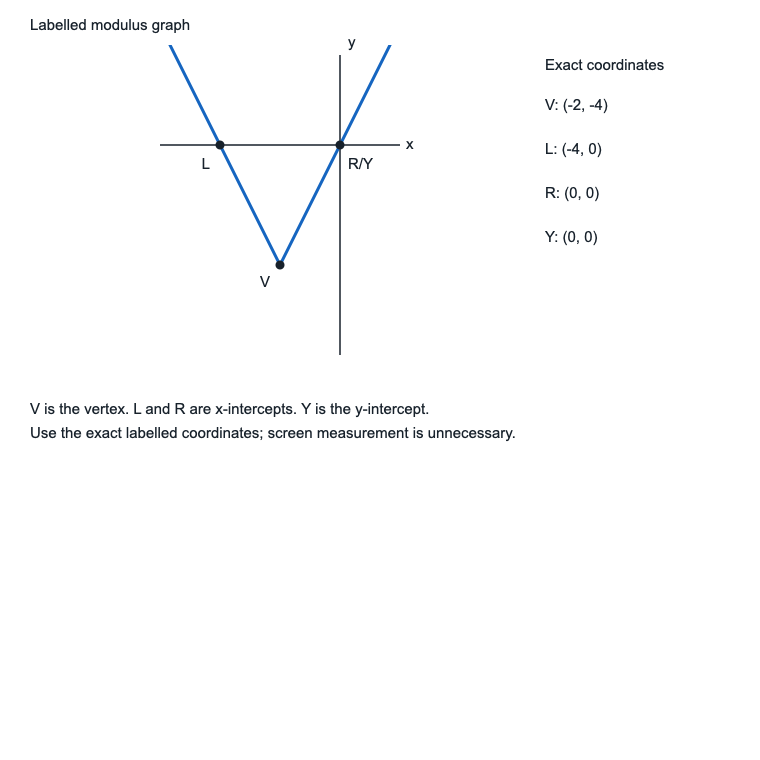 Labelled modulus graph
y
Exact coordinates
V: (-2, -4)
x
L: (-4, 0)
L
R/Y
R: (0, 0)
Y: (0, 0)
V
V is the vertex. L and R are x-intercepts. Y is the y-intercept.
Use the exact labelled coordinates; screen measurement is unnecessary.